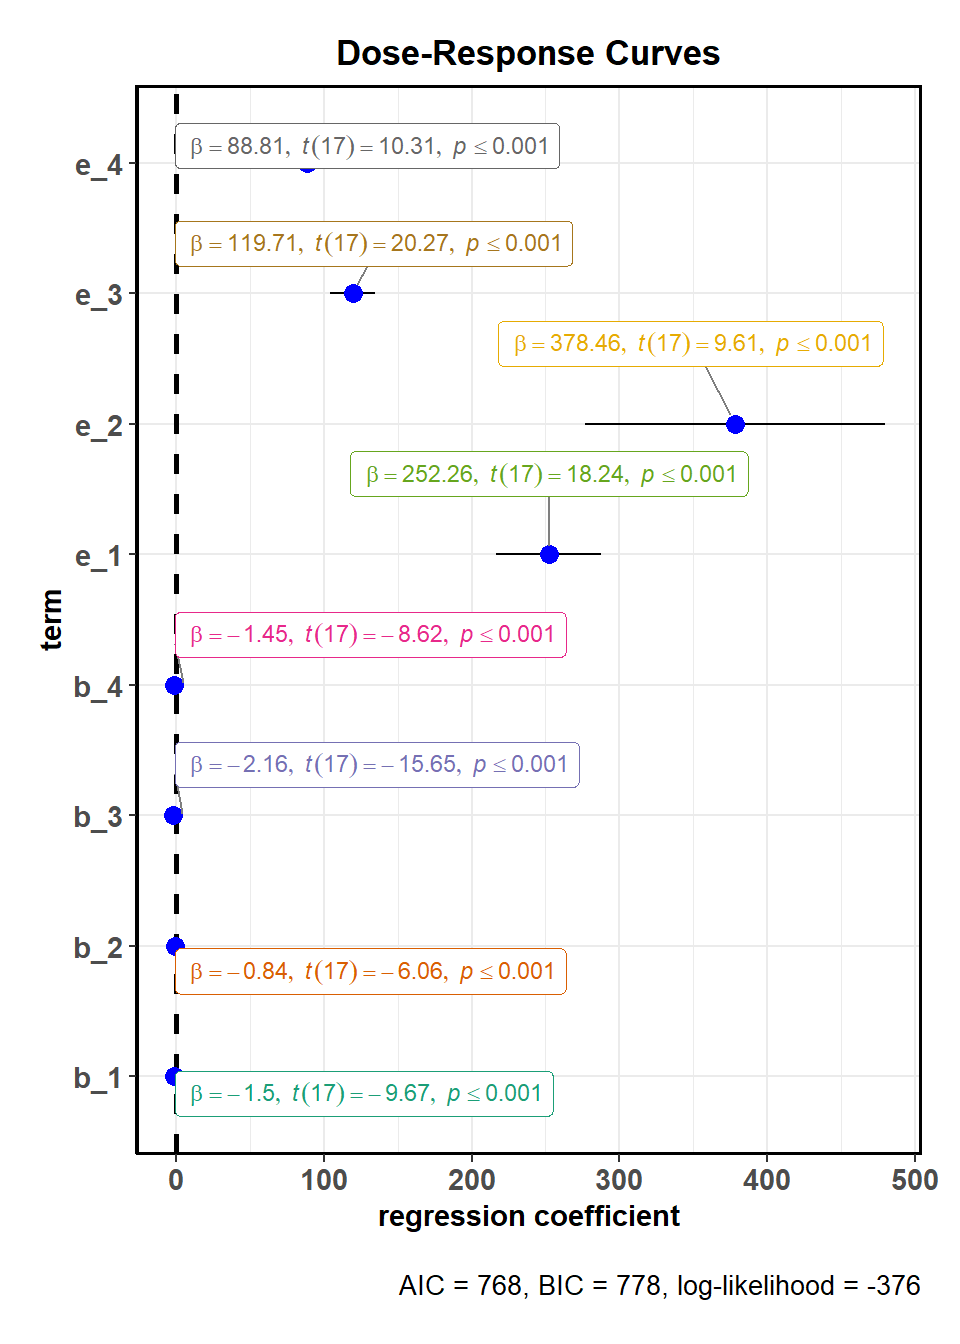 Dose-Response Curves
e_4
β = 88.81, t(17) = 10.31, p ≤ 0.001
e_3
β = 119.71, t(17) = 20.27, p ≤ 0.001
e_2
β = 378.46, t(17) = 9.61, p ≤ 0.001
e_1
β = 252.26, t(17) = 18.24, p ≤ 0.001
term
b_4
β = −1.45, t(17) = −8.62, p ≤ 0.001
b_3
β = −2.16, t(17) = −15.65, p ≤ 0.001
b_2
β = −0.84, t(17) = −6.06, p ≤ 0.001
b_1
β = −1.5, t(17) = −9.67, p ≤ 0.001
0 100 200 300 400 500
regression coefficient
AIC = 768, BIC = 778, log-likelihood = -376